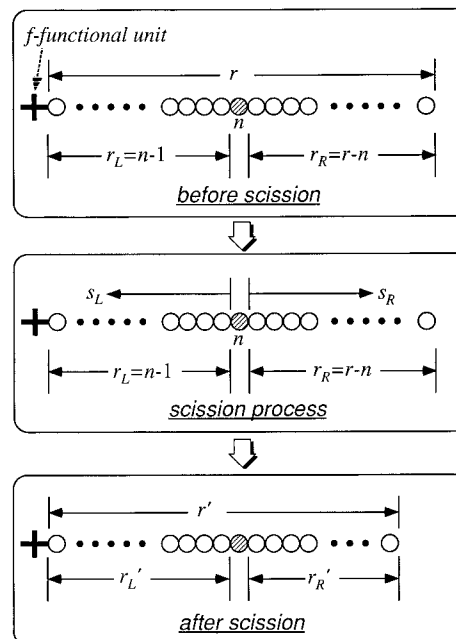 f-functional unit
r
n
r_L=n-1
r_R=r-n
before scission
s_L
s_R
n
r_L=n-1
r_R=r-n
scission process
r'
r_L'
r_R'
after scission